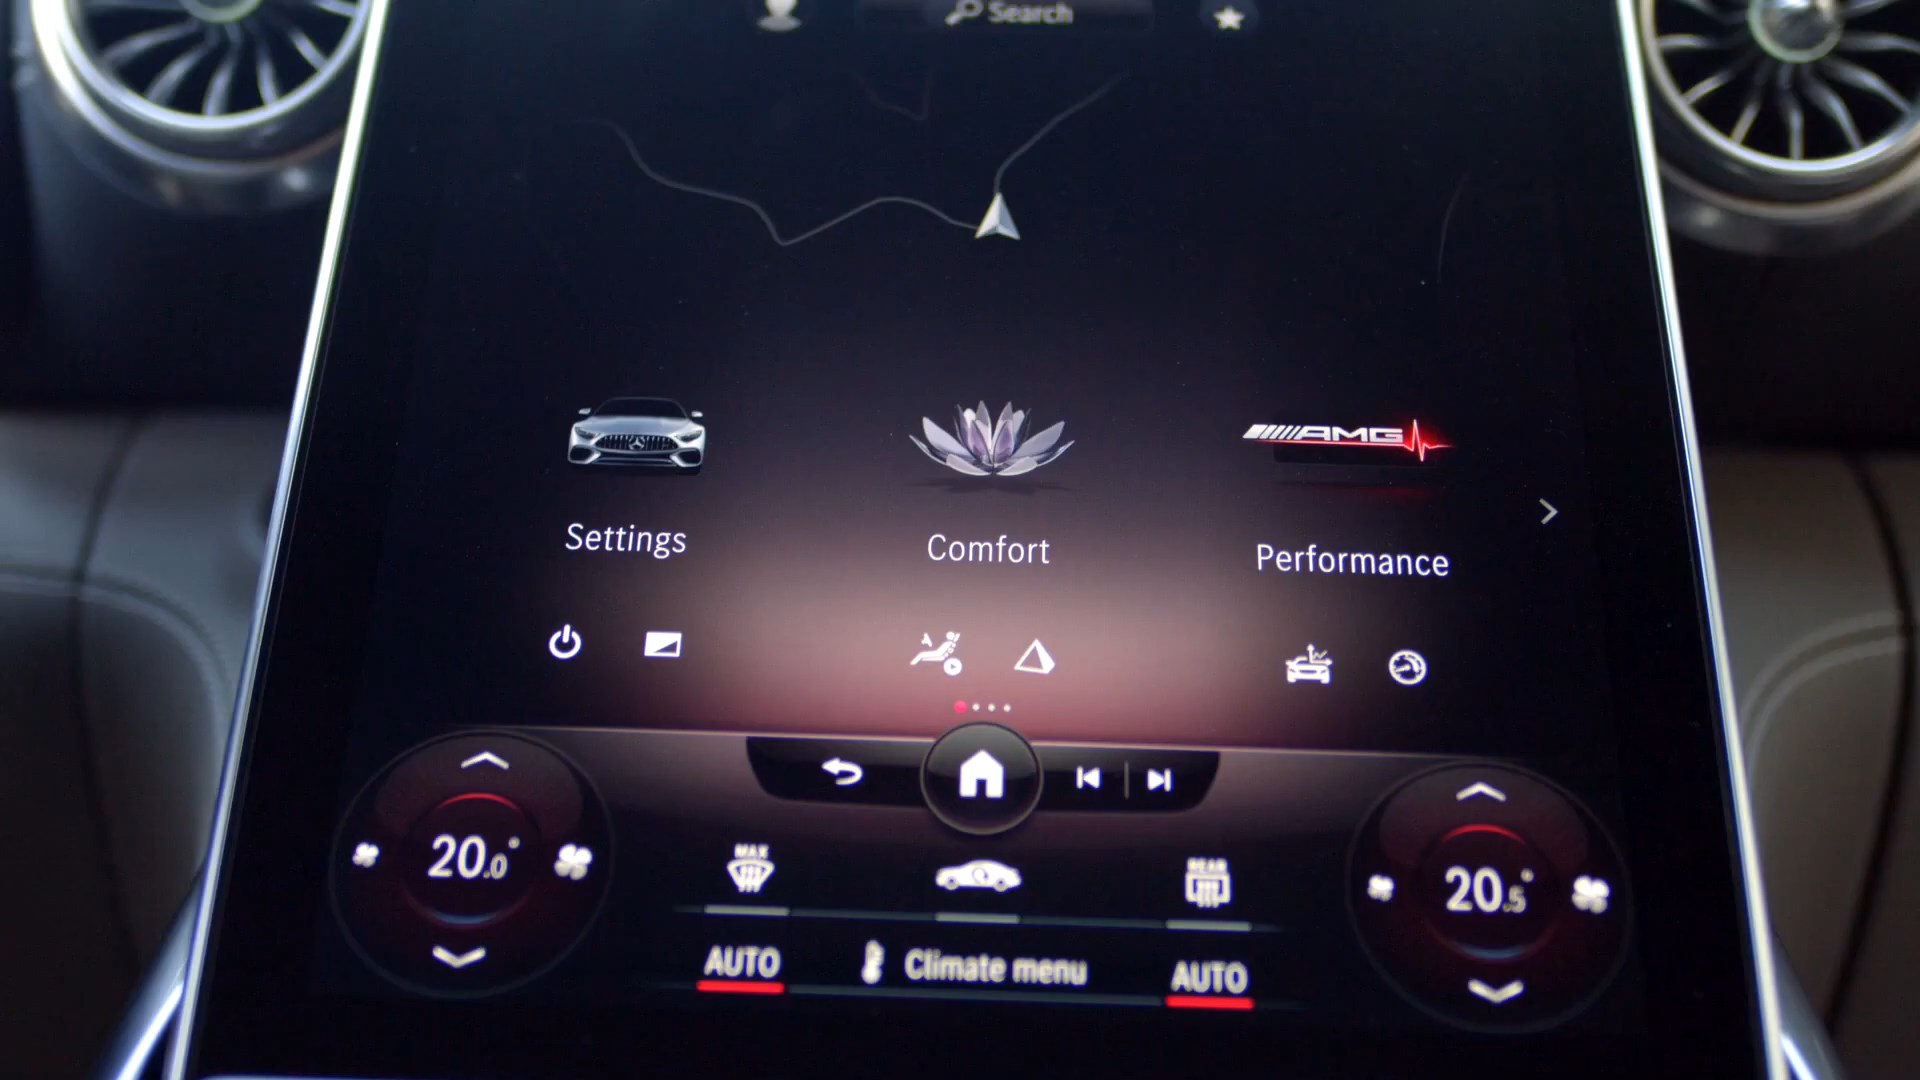 Search
AMG
Settings
Comfort
Performance
MAX
REAR
20.0°
20.5°
AUTO
Climate menu
AUTO